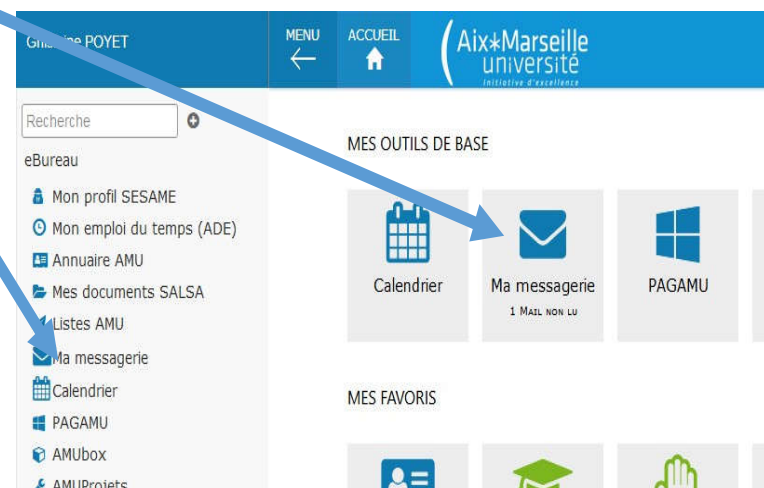 POYET
MENU
ACCUEIL
Aix*Marseille
université
Initiative d'excellence
Recherche
eBureau
Mon profil SESAME
Mon emploi du temps (ADE)
Annuaire AMU
Mes documents SALSA
Listes AMU
Ma messagerie
Calendrier
PAGAMU
AMUbox
AMUProjets
MES OUTILS DE BASE
Calendrier
Ma messagerie
1 MAIL NON LU
PAGAMU
MES FAVORIS